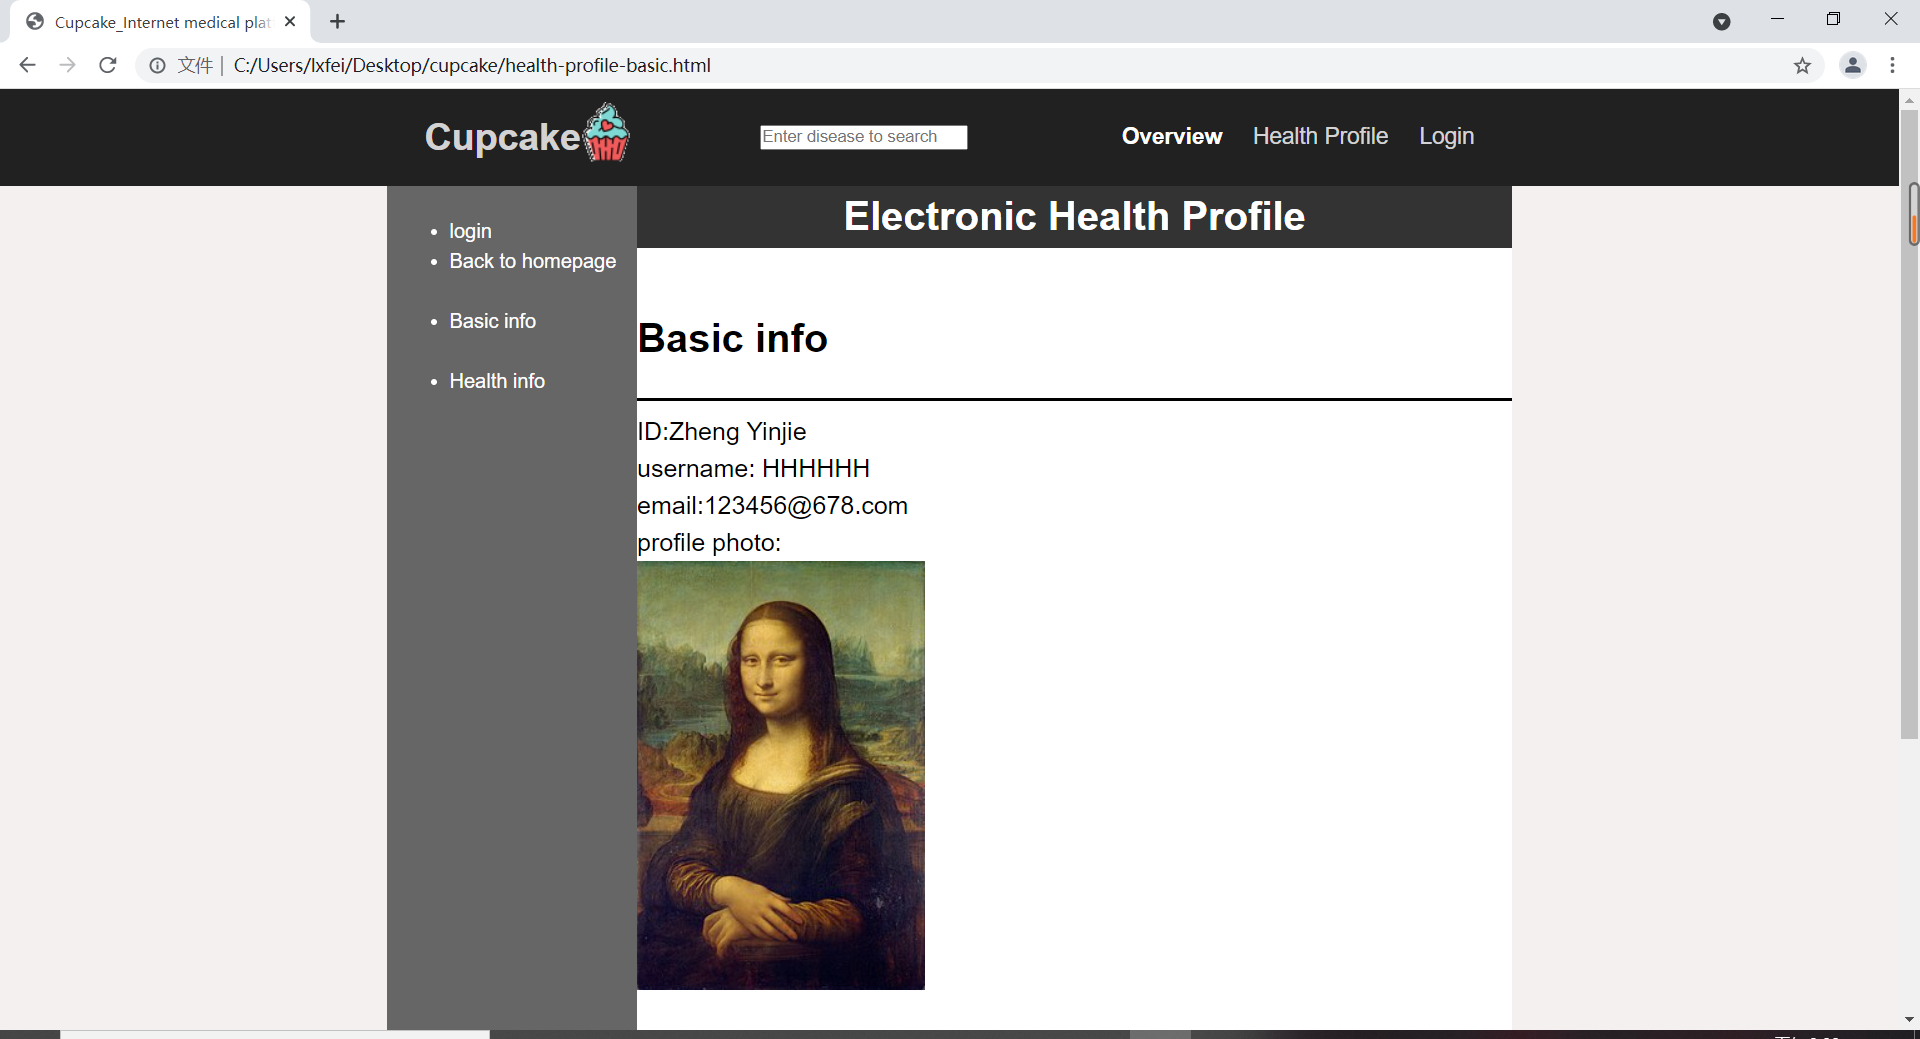 Cupcake_Internet medical plat
文件 | C:/Users/lxfei/Desktop/cupcake/health-profile-basic.html
Cupcake
Enter disease to search
Overview Health Profile Login
Electronic Health Profile
login
Back to homepage
Basic info
Health info
Basic info
ID:Zheng Yinjie
username: HHHHHH
email:123456@678.com
profile photo: